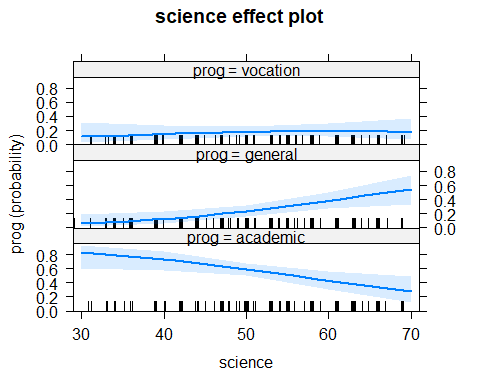 science effect plot
prog = vocation
0.8
0.6
0.4
0.2
0.0
prog = general
0.8
0.6
0.4
0.2
0.0
prog = academic
0.8
0.6
0.4
0.2
0.0
prog (probability)
30 40 50 60 70
science